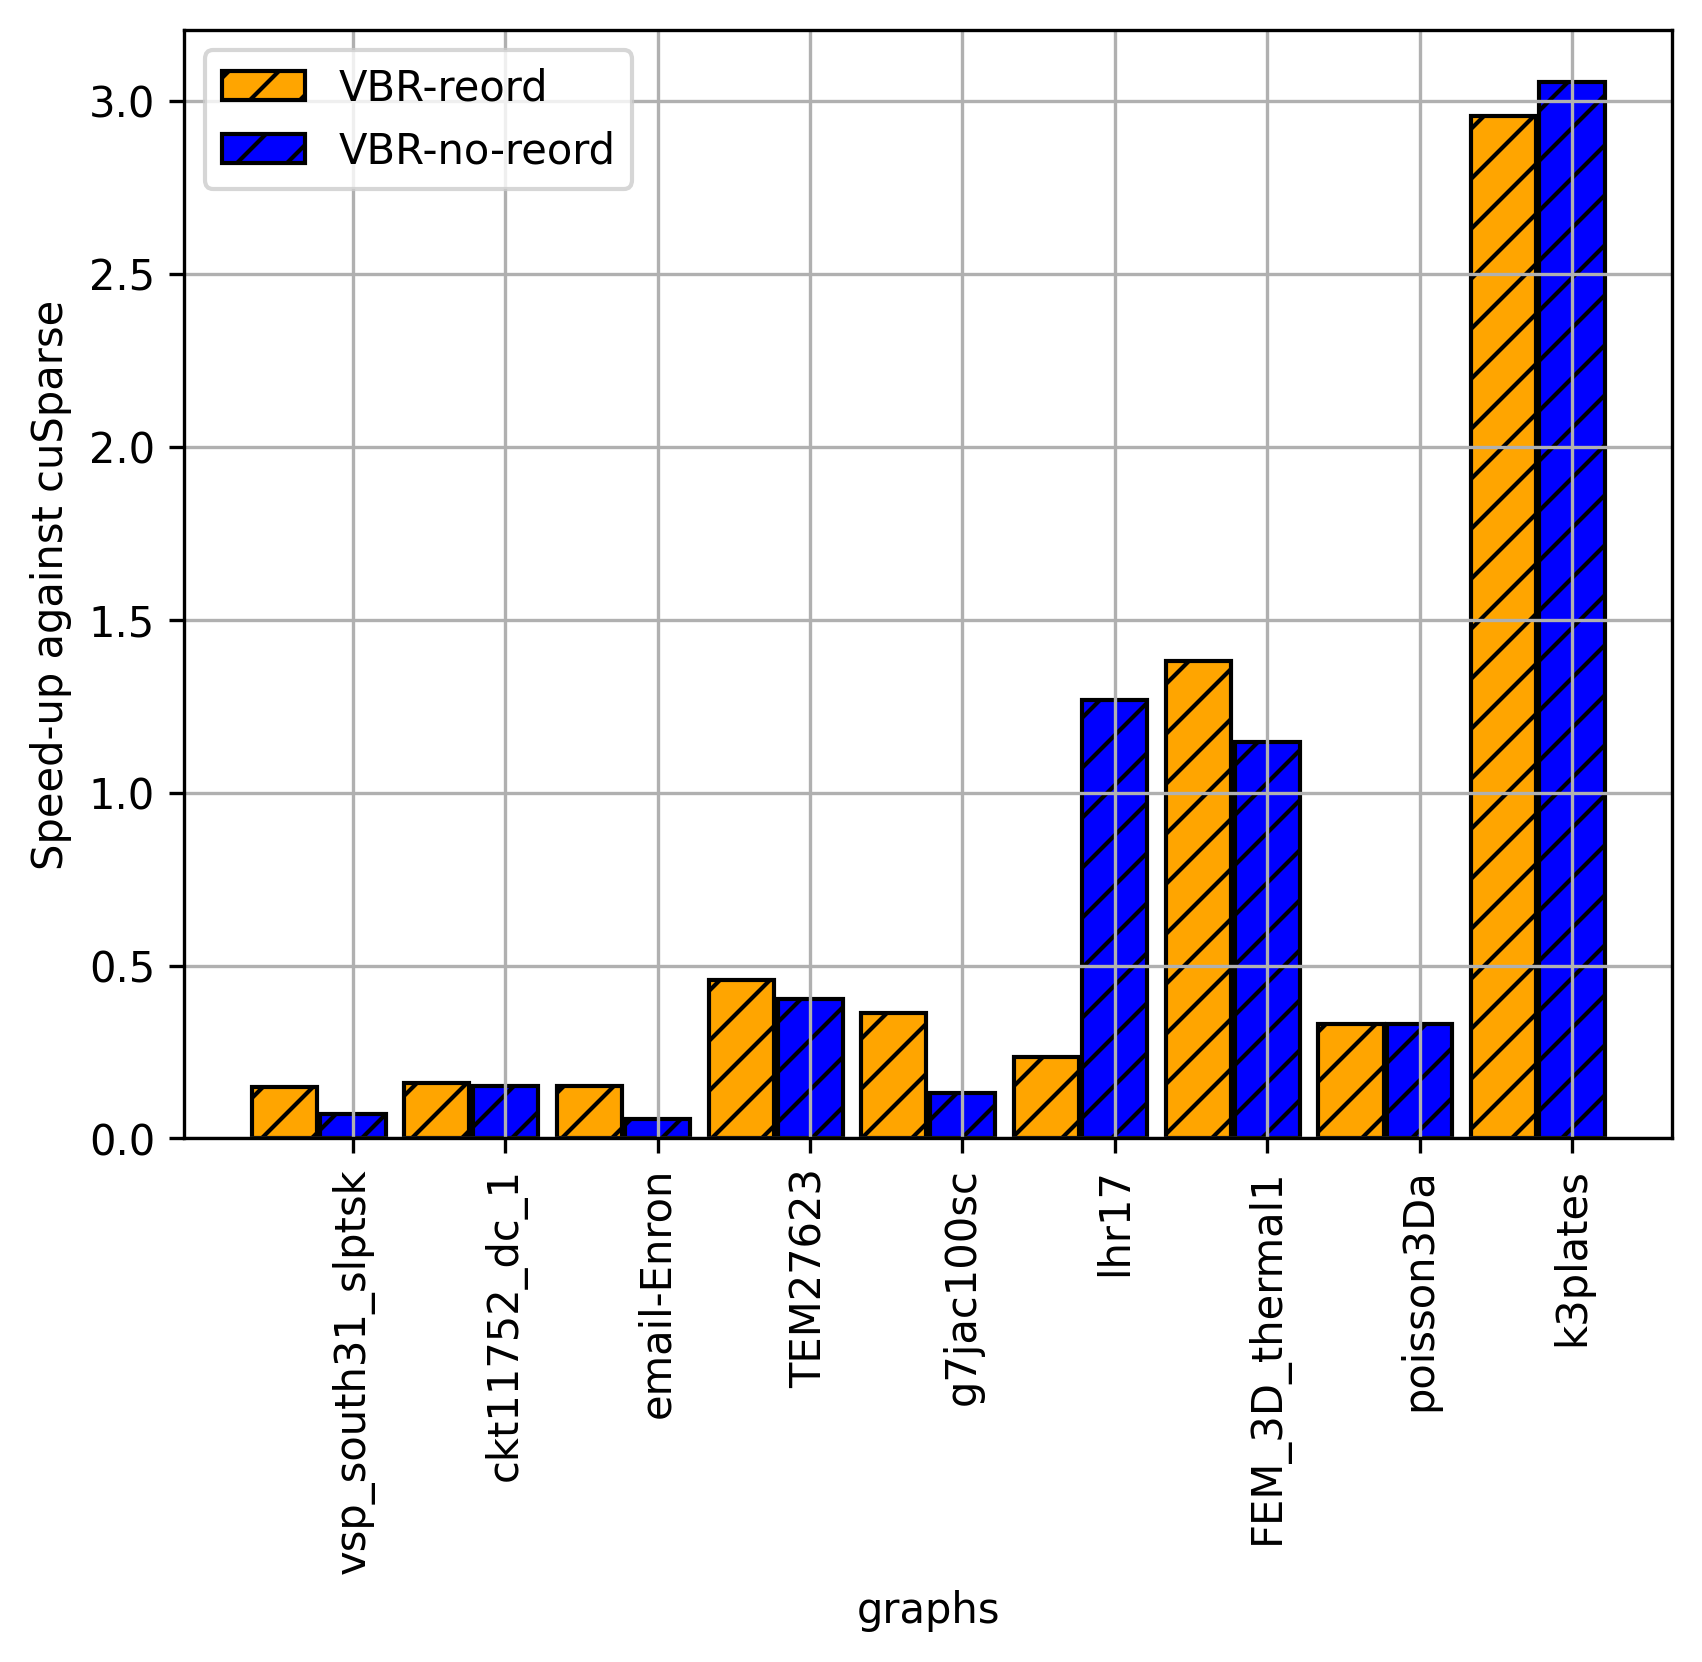 VBR-reord
VBR-no-reord
3.0
2.5
2.0
1.5
1.0
0.5
0.0
Speed-up against cuSparse
vsp_south31_slptsk
ckt11752_dc_1
email-Enron
TEM27623
g7jac100sc
lhr17
FEM_3D_thermal1
poisson3Da
k3plates
graphs